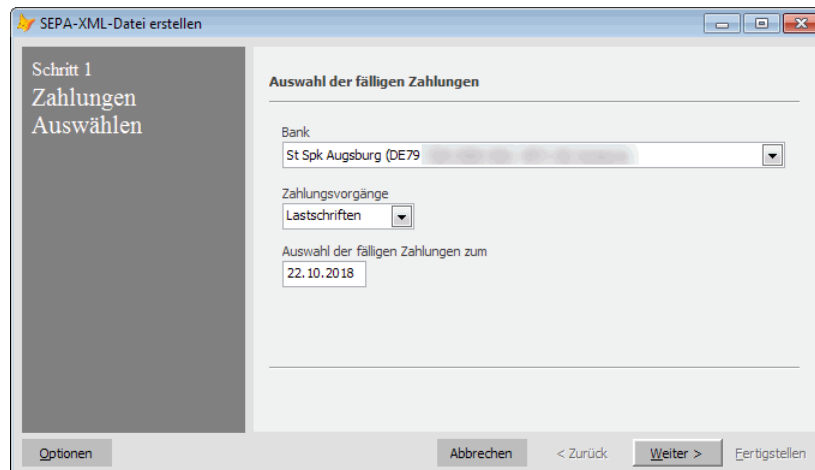 SEPA-XML-Datei erstellen
Schritt 1
Zahlungen
Auswählen
Auswahl der fälligen Zahlungen
Bank
St Spk Augsburg (DE79
Zahlungsvorgänge
Lastschriften
Auswahl der fälligen Zahlungen zum
22.10.2018
Optionen
Abbrechen
< Zurück
Weiter >
Fertigstellen